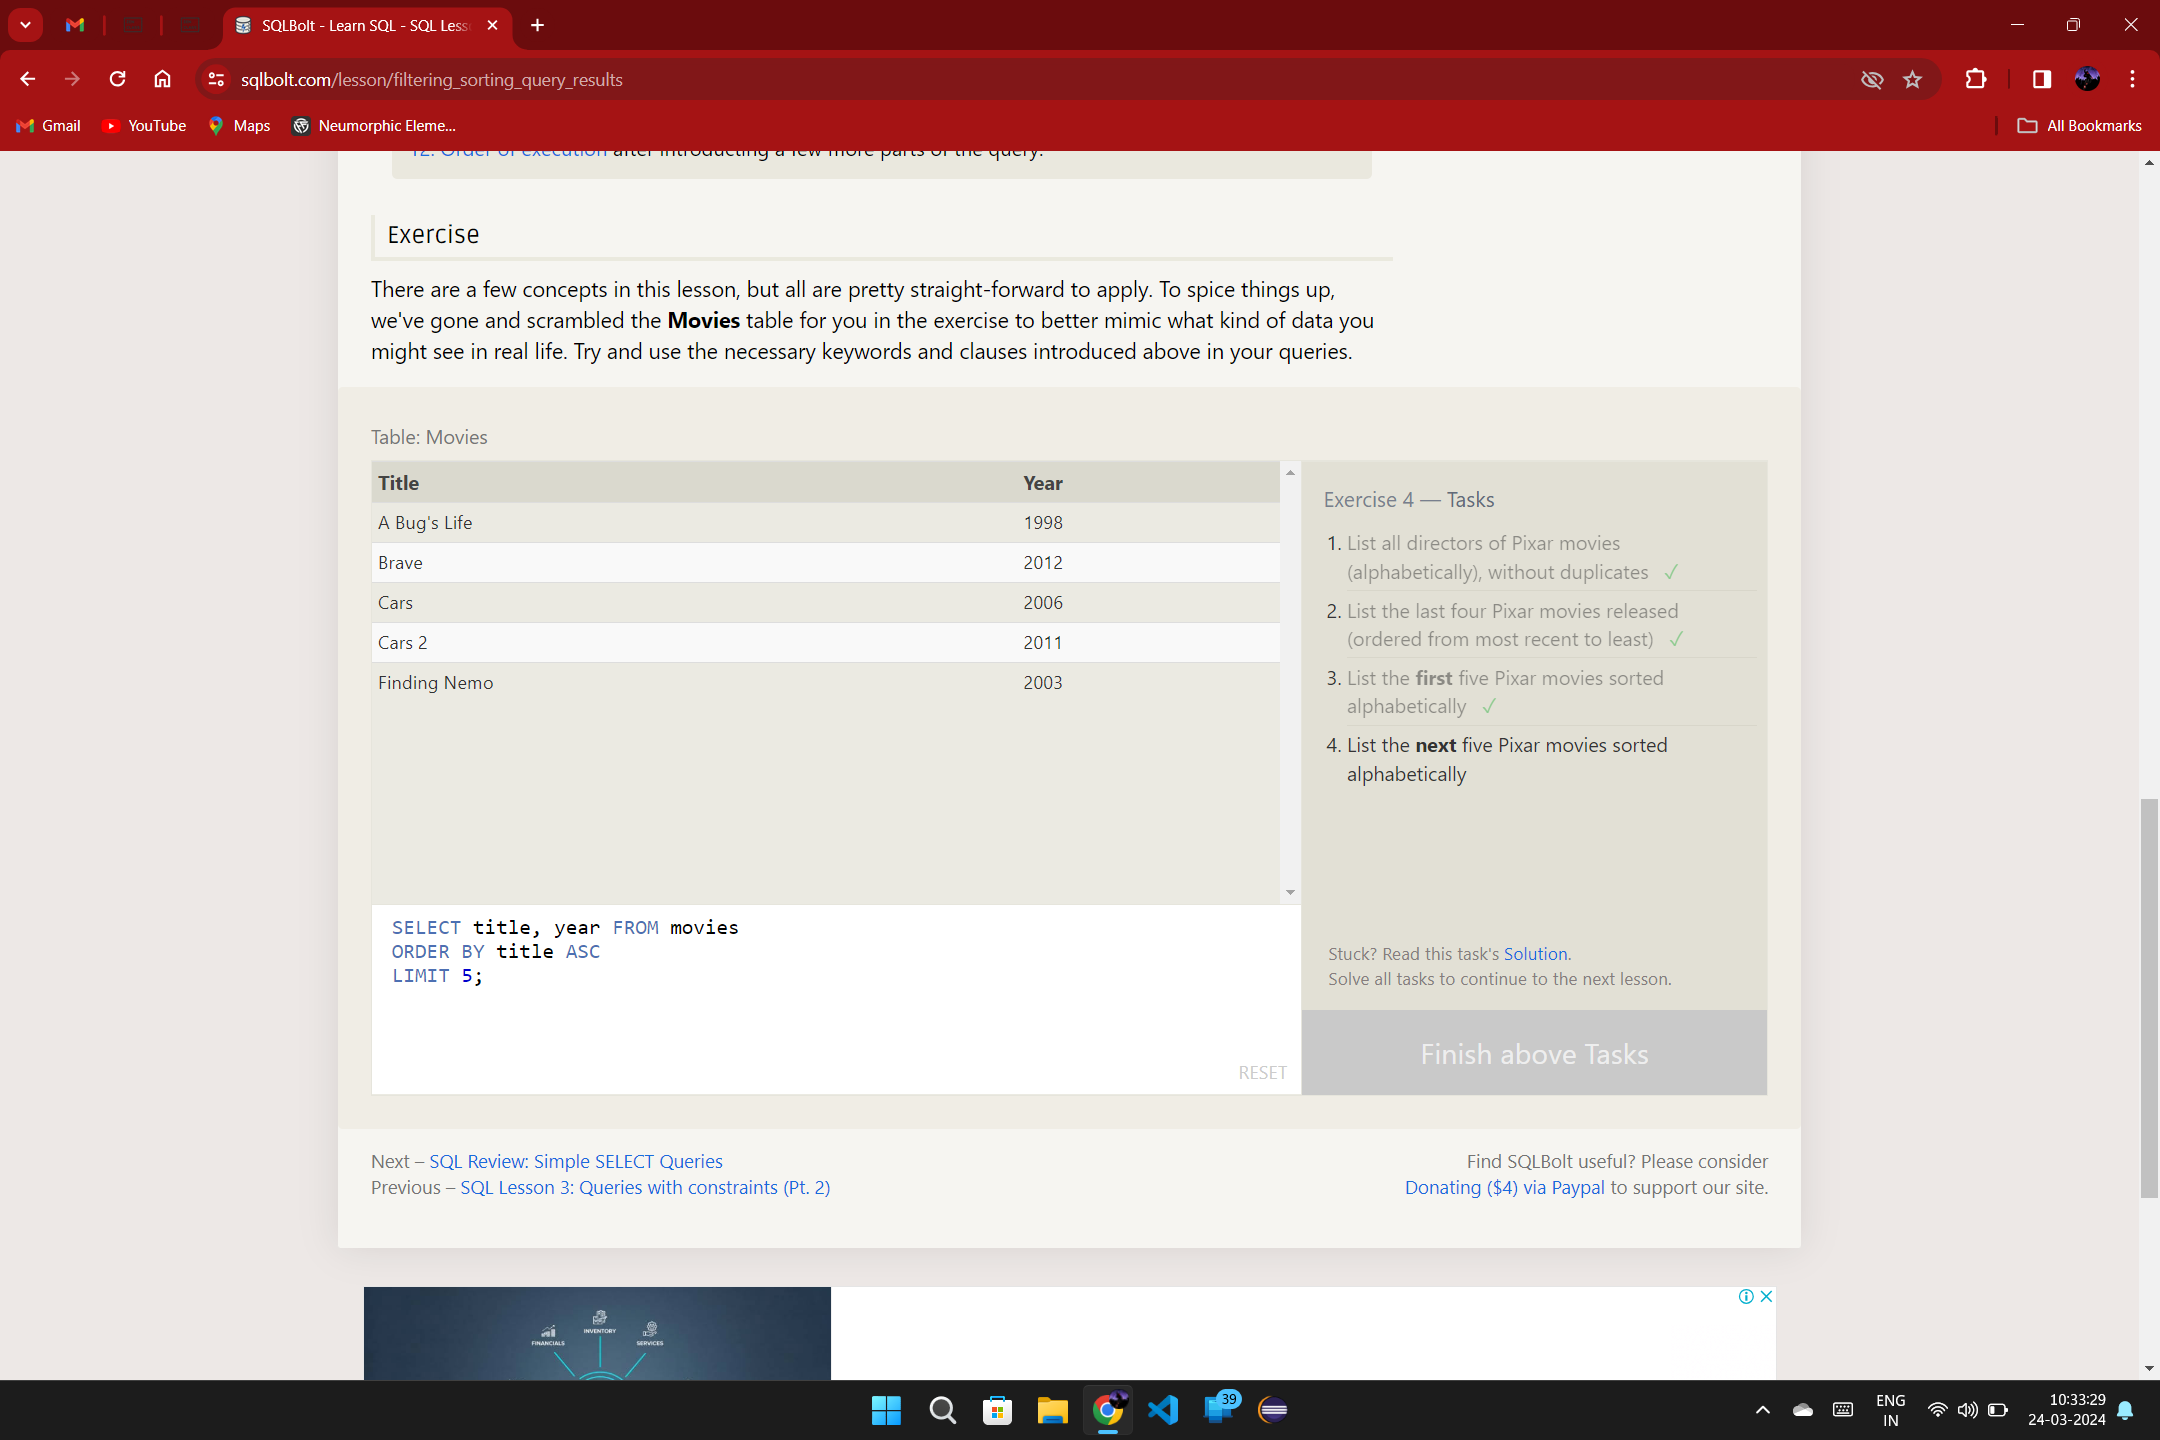 SQLBolt - Learn SQL - SQL Less
sqlbolt.com/lesson/filtering_sorting_query_results
Gmail
YouTube
Maps
Neumorphic Eleme...
All Bookmarks
12: Order of execution after introducing a few more parts of the query.
Exercise
There are a few concepts in this lesson, but all are pretty straight-forward to apply. To spice things up,
we've gone and scrambled the Movies table for you in the exercise to better mimic what kind of data you
might see in real life. Try and use the necessary keywords and clauses introduced above in your queries.
Table: Movies
Title Year
A Bug's Life 1998
Brave 2012
Cars 2006
Cars 2 2011
Finding Nemo 2003
SELECT title, year FROM movies
ORDER BY title ASC
LIMIT 5;
RESET
Exercise 4 — Tasks
1. List all directors of Pixar movies
(alphabetically), without duplicates ✓
2. List the last four Pixar movies released
(ordered from most recent to least) ✓
3. List the first five Pixar movies sorted
alphabetically ✓
4. List the next five Pixar movies sorted
alphabetically
Stuck? Read this task's Solution.
Solve all tasks to continue to the next lesson.
Finish above Tasks
Next – SQL Review: Simple SELECT Queries
Previous – SQL Lesson 3: Queries with constraints (Pt. 2)
Find SQLBolt useful? Please consider
Donating ($4) via Paypal to support our site.
FINANCIALS
INVENTORY
SERVICES
39
ENG
IN
10:33:29
24-03-2024